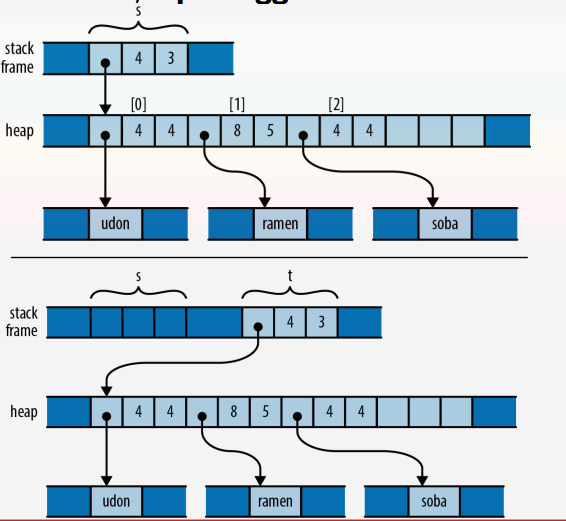 s
stack frame 4 3
[0] [1] [2]
heap 4 4 8 5 4 4
udon ramen soba
s t
stack frame 4 3
heap 4 4 8 5 4 4
udon ramen soba